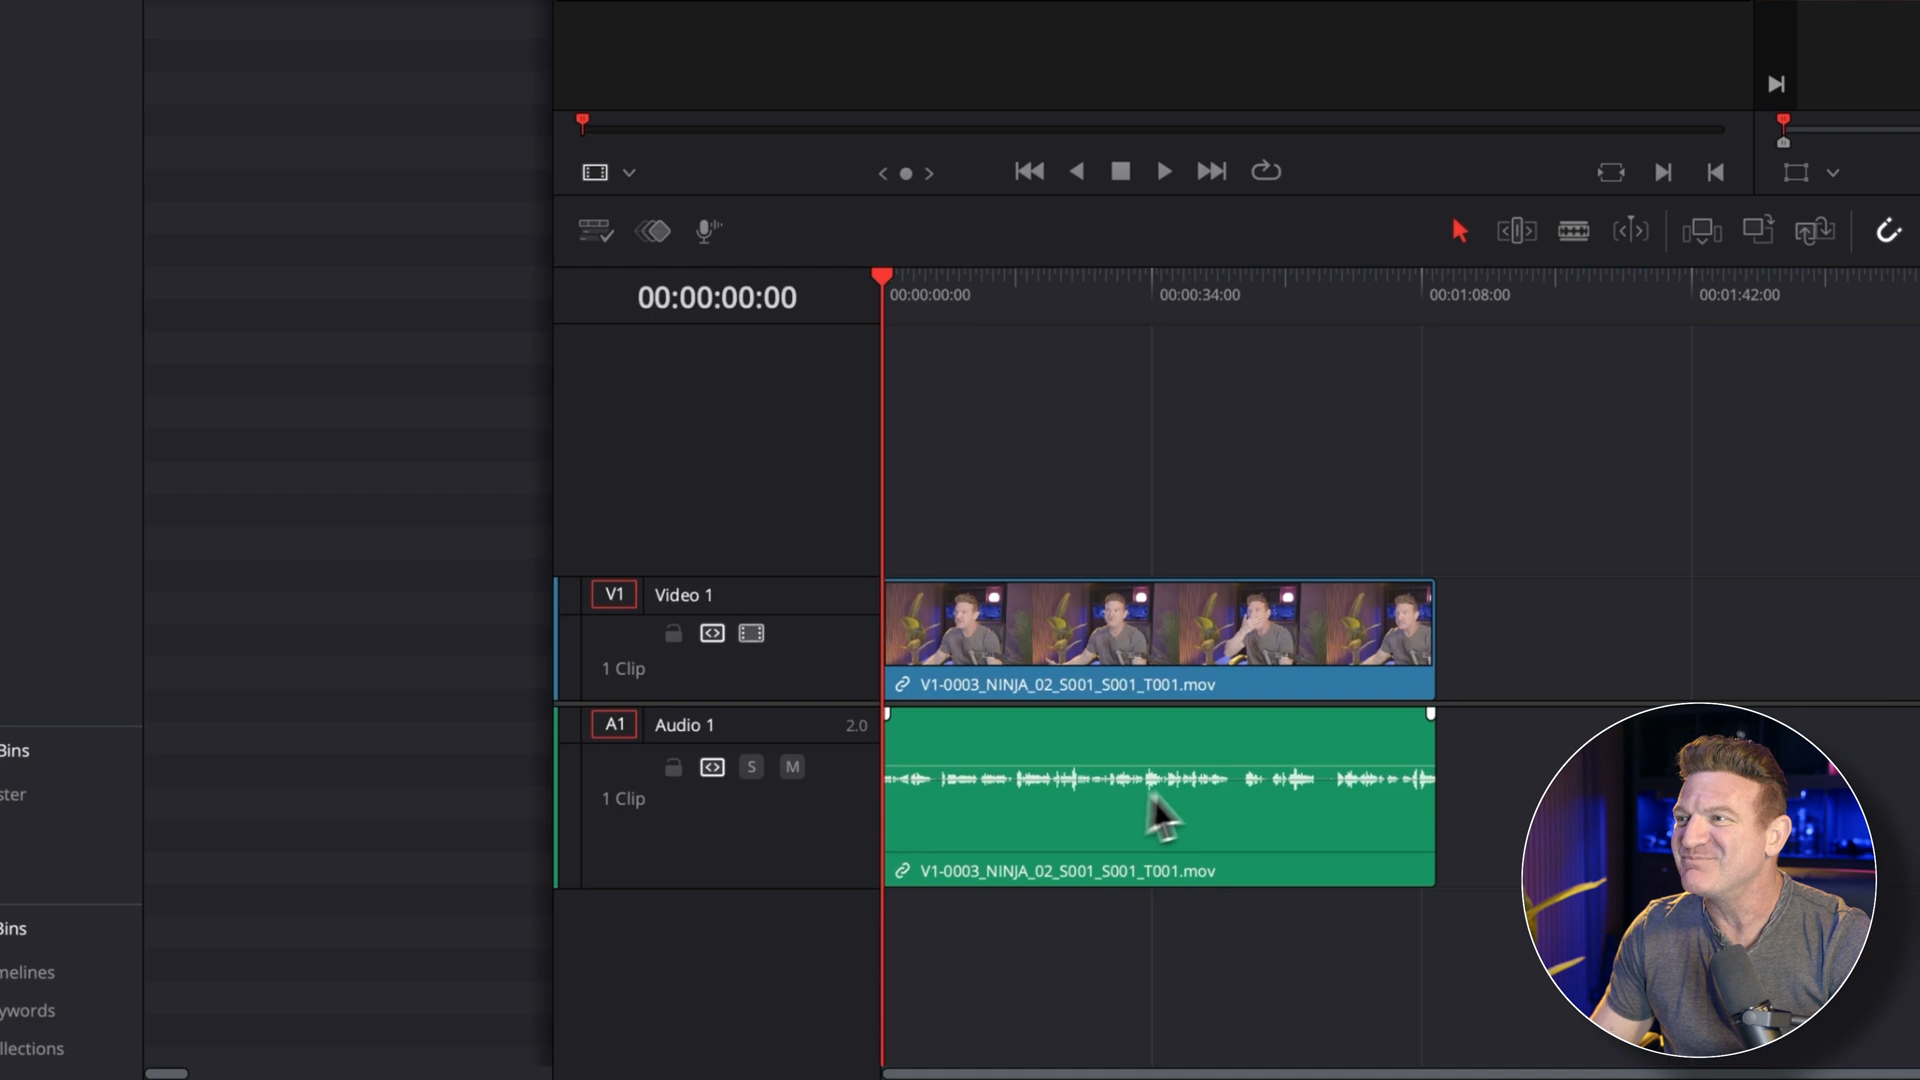 00:00:00:00
00:00:00:00
00:00:34:00
00:01:08:00
00:01:42:00
V1
Video 1
1 Clip
V1-0003_NINJA_02_S001_S001_T001.mov
A1
Audio 1
2.0
S
M
1 Clip
V1-0003_NINJA_02_S001_S001_T001.mov
Bins
ster
Bins
melines
ywords
llections